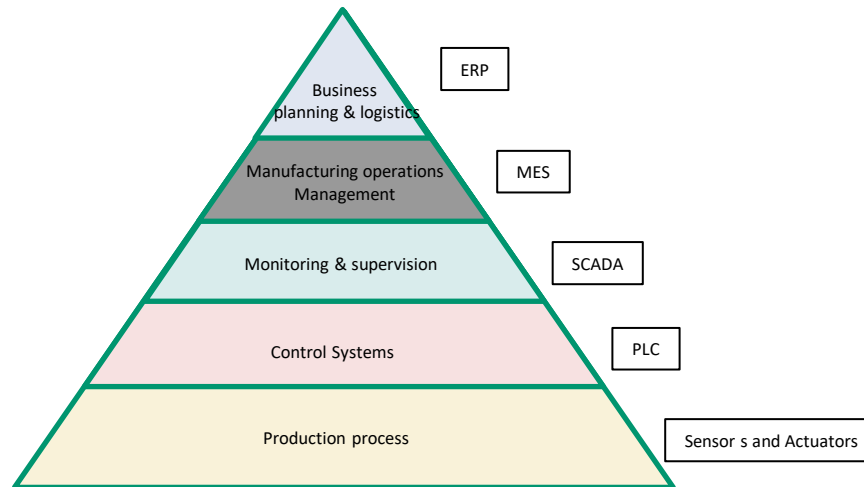 Business
planning & logistics
ERP
Manufacturing operations
Management
MES
Monitoring & supervision
SCADA
Control Systems
PLC
Production process
Sensor s and Actuators